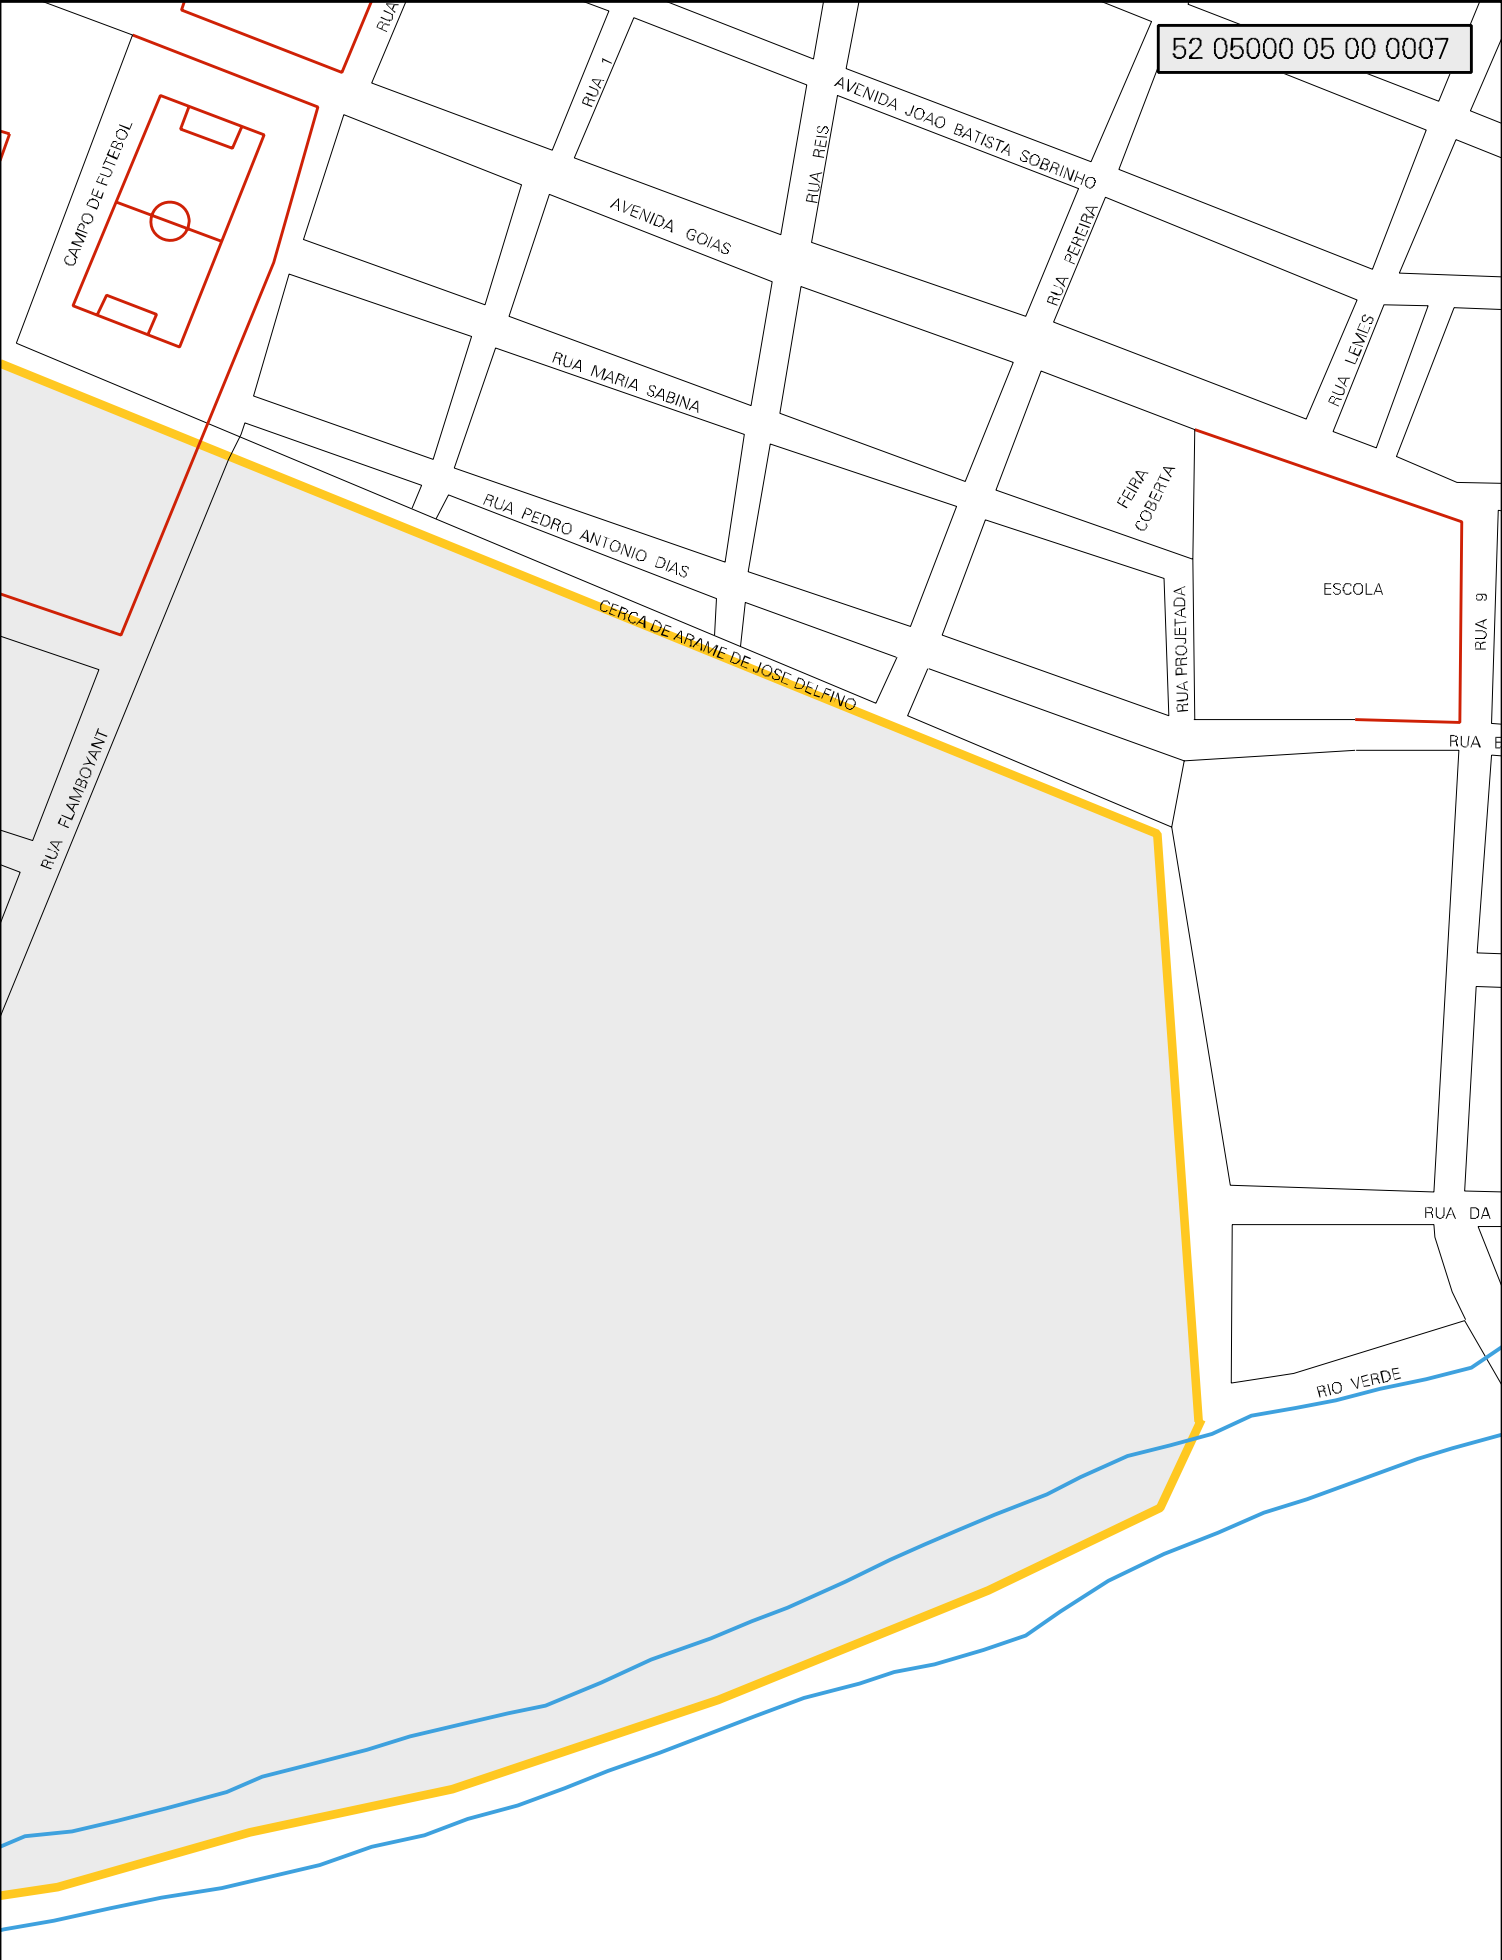 52 05000 05 00 0007
RUA
RUA 1
AVENIDA JOAO BATISTA SOBRINHO
RUA REIS
CAMPO DE FUTEBOL
AVENIDA GOIAS
RUA PEREIRA
RUA LEMES
RUA MARIA SABINA
FEIRA
COBERTA
RUA PEDRO ANTONIO DIAS
ESCOLA
RUA 9
RUA PROJETADA
CERCA DE ARAME DE JOSE DELFINO
RUA
RUA FLAMBOYANT
RUA DA
RIO VERDE